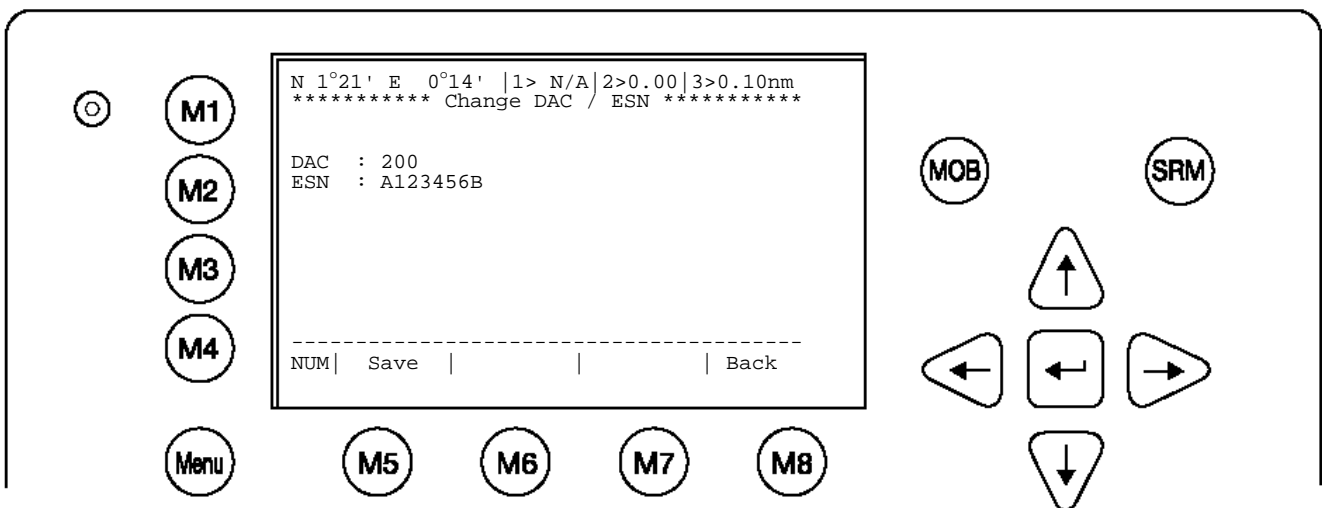 N 1°21' E 0°14' |1> N/A|2>0.00|3>0.10nm
*********** Change DAC / ESN ***********
DAC : 200
ESN : A123456B
----------------------------------------
NUM| Save | | | Back
M1
M2
M3
M4
Menu
M5 M6 M7 M8
MOB SRM